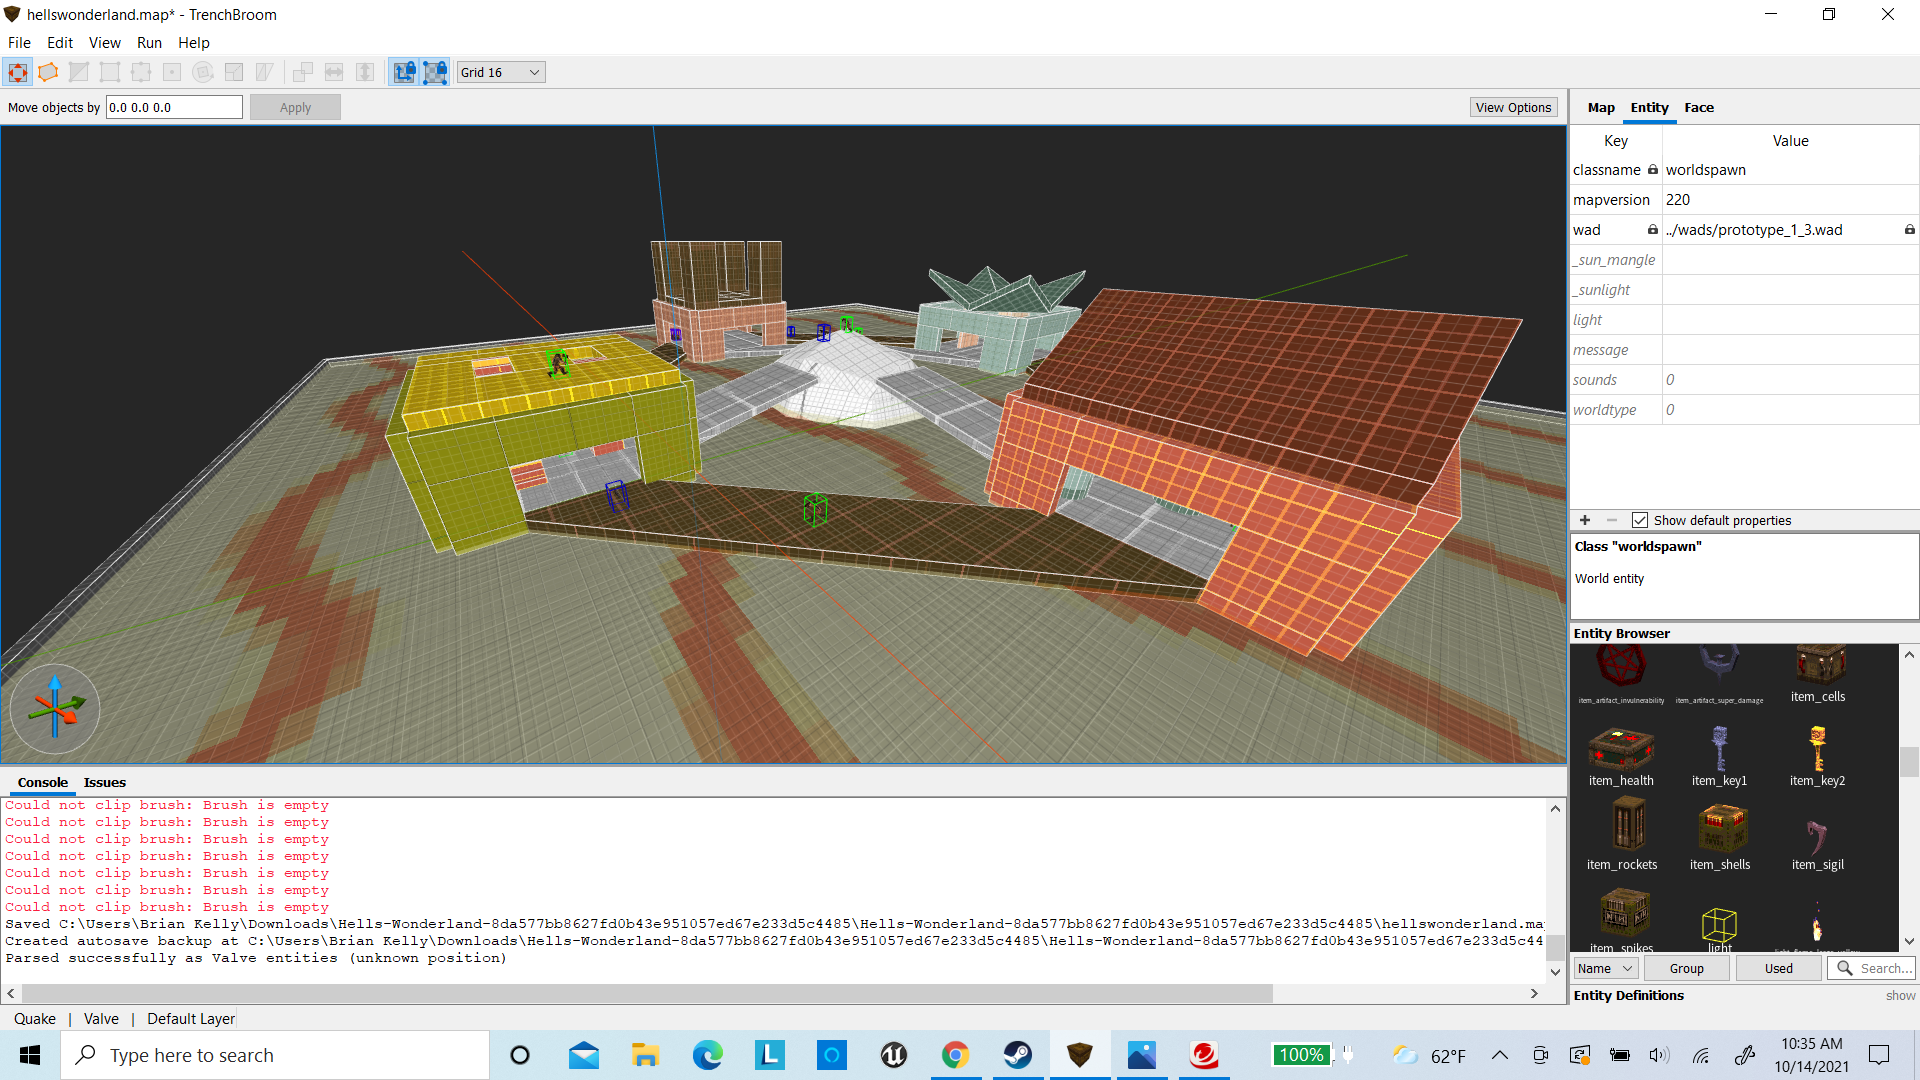 hellswonderland.map* - TrenchBroom
File Edit View Run Help
Grid 16
Move objects by 0.0 0.0 0.0 Apply View Options
Map Entity Face
Key Value
classname worldspawn
mapversion 220
wad ../wads/prototype_1_3.wad
_sun_mangle
_sunlight
light
message
sounds 0
worldtype 0
+ − Show default properties
Class "worldspawn"
World entity
Entity Browser
item_artifact_invulnerability item_artifact_super_damage item_cells
item_health item_key1 item_key2
item_rockets item_shells item_sigil
item_spikes light
Name Group Used Search...
Entity Definitions show
Console Issues
Could not clip brush: Brush is empty
Could not clip brush: Brush is empty
Could not clip brush: Brush is empty
Could not clip brush: Brush is empty
Could not clip brush: Brush is empty
Could not clip brush: Brush is empty
Could not clip brush: Brush is empty
Saved C:\Users\Brian Kelly\Downloads\Hells-Wonderland-8da577bb8627fd0b43e951057ed67e233d5c4485\Hells-Wonderland-8da577bb8627fd0b43e951057ed67e233d5c4485\hellswonderland.ma
Created autosave backup at C:\Users\Brian Kelly\Downloads\Hells-Wonderland-8da577bb8627fd0b43e951057ed67e233d5c4485\Hells-Wonderland-8da577bb8627fd0b43e951057ed67e233d5c44
Parsed successfully as Valve entities (unknown position)
Quake | Valve | Default Layer
Type here to search
L
100%
62°F
10:35 AM
10/14/2021